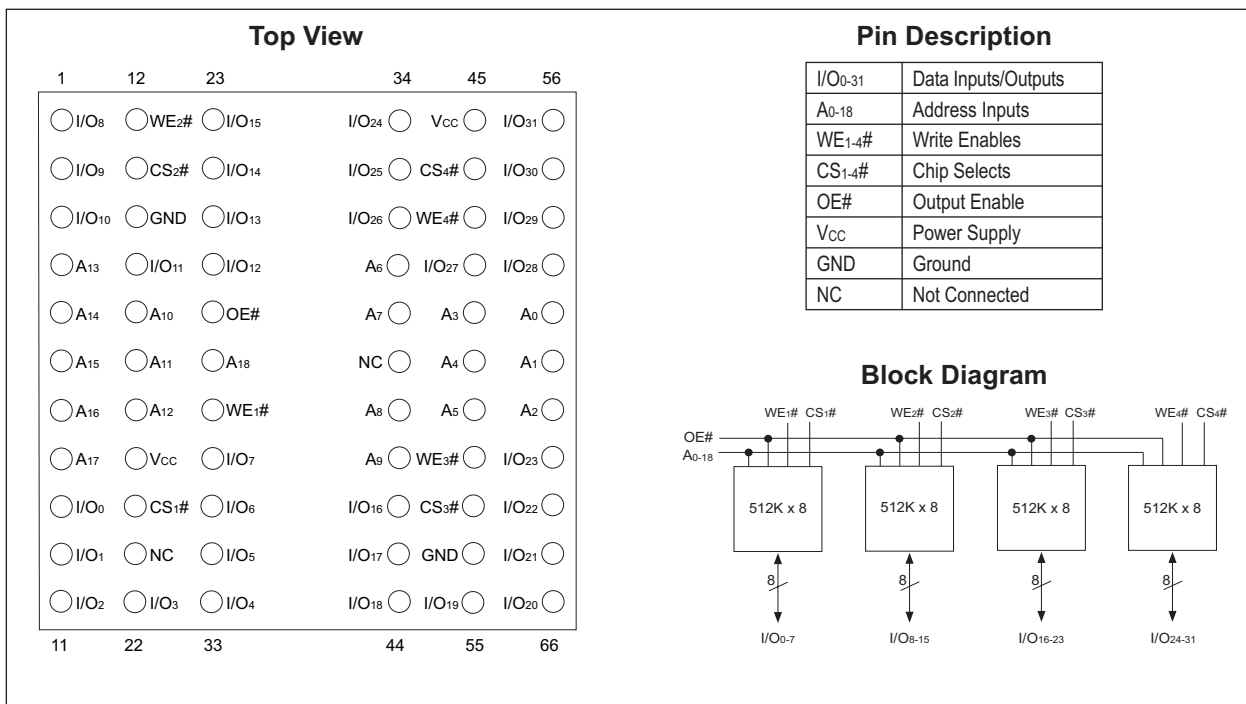 Top View
1 12 23 34 45 56
I/O8 WE2# I/O15 I/O24 VCC I/O31
I/O9 CS2# I/O14 I/O25 CS4# I/O30
I/O10 GND I/O13 I/O26 WE4# I/O29
A13 I/O11 I/O12 A6 I/O27 I/O28
A14 A10 OE# A7 A3 A0
A15 A11 A18 NC A4 A1
A16 A12 WE1# A8 A5 A2
A17 VCC I/O7 A9 WE3# I/O23
I/O0 CS1# I/O6 I/O16 CS3# I/O22
I/O1 NC I/O5 I/O17 GND I/O21
I/O2 I/O3 I/O4 I/O18 I/O19 I/O20
11 22 33 44 55 66
Pin Description
I/O0-31 Data Inputs/Outputs
A0-18 Address Inputs
WE1-4# Write Enables
CS1-4# Chip Selects
OE# Output Enable
VCC Power Supply
GND Ground
NC Not Connected
Block Diagram
WE1# CS1# WE2# CS2# WE3# CS3# WE4# CS4#
OE#
A0-18
512K x 8 512K x 8 512K x 8 512K x 8
8 8 8 8
I/O0-7 I/O8-15 I/O16-23 I/O24-31